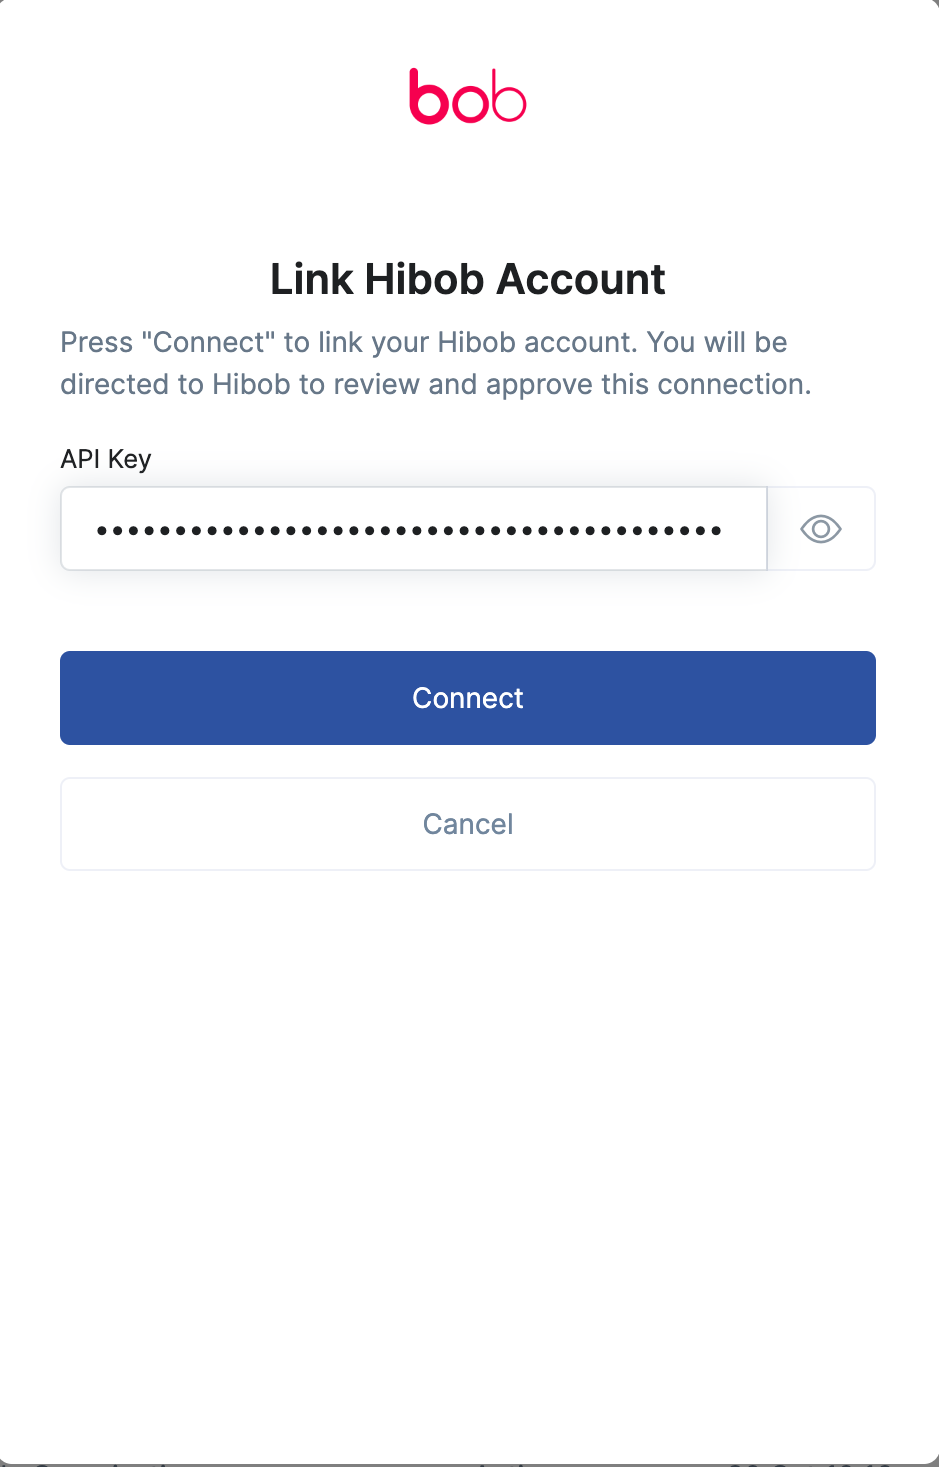 bob
Link Hibob Account
Press "Connect" to link your Hibob account. You will be
directed to Hibob to review and approve this connection.
API Key
••••••••••••••••••••••••••••••••••••••••
Connect
Cancel